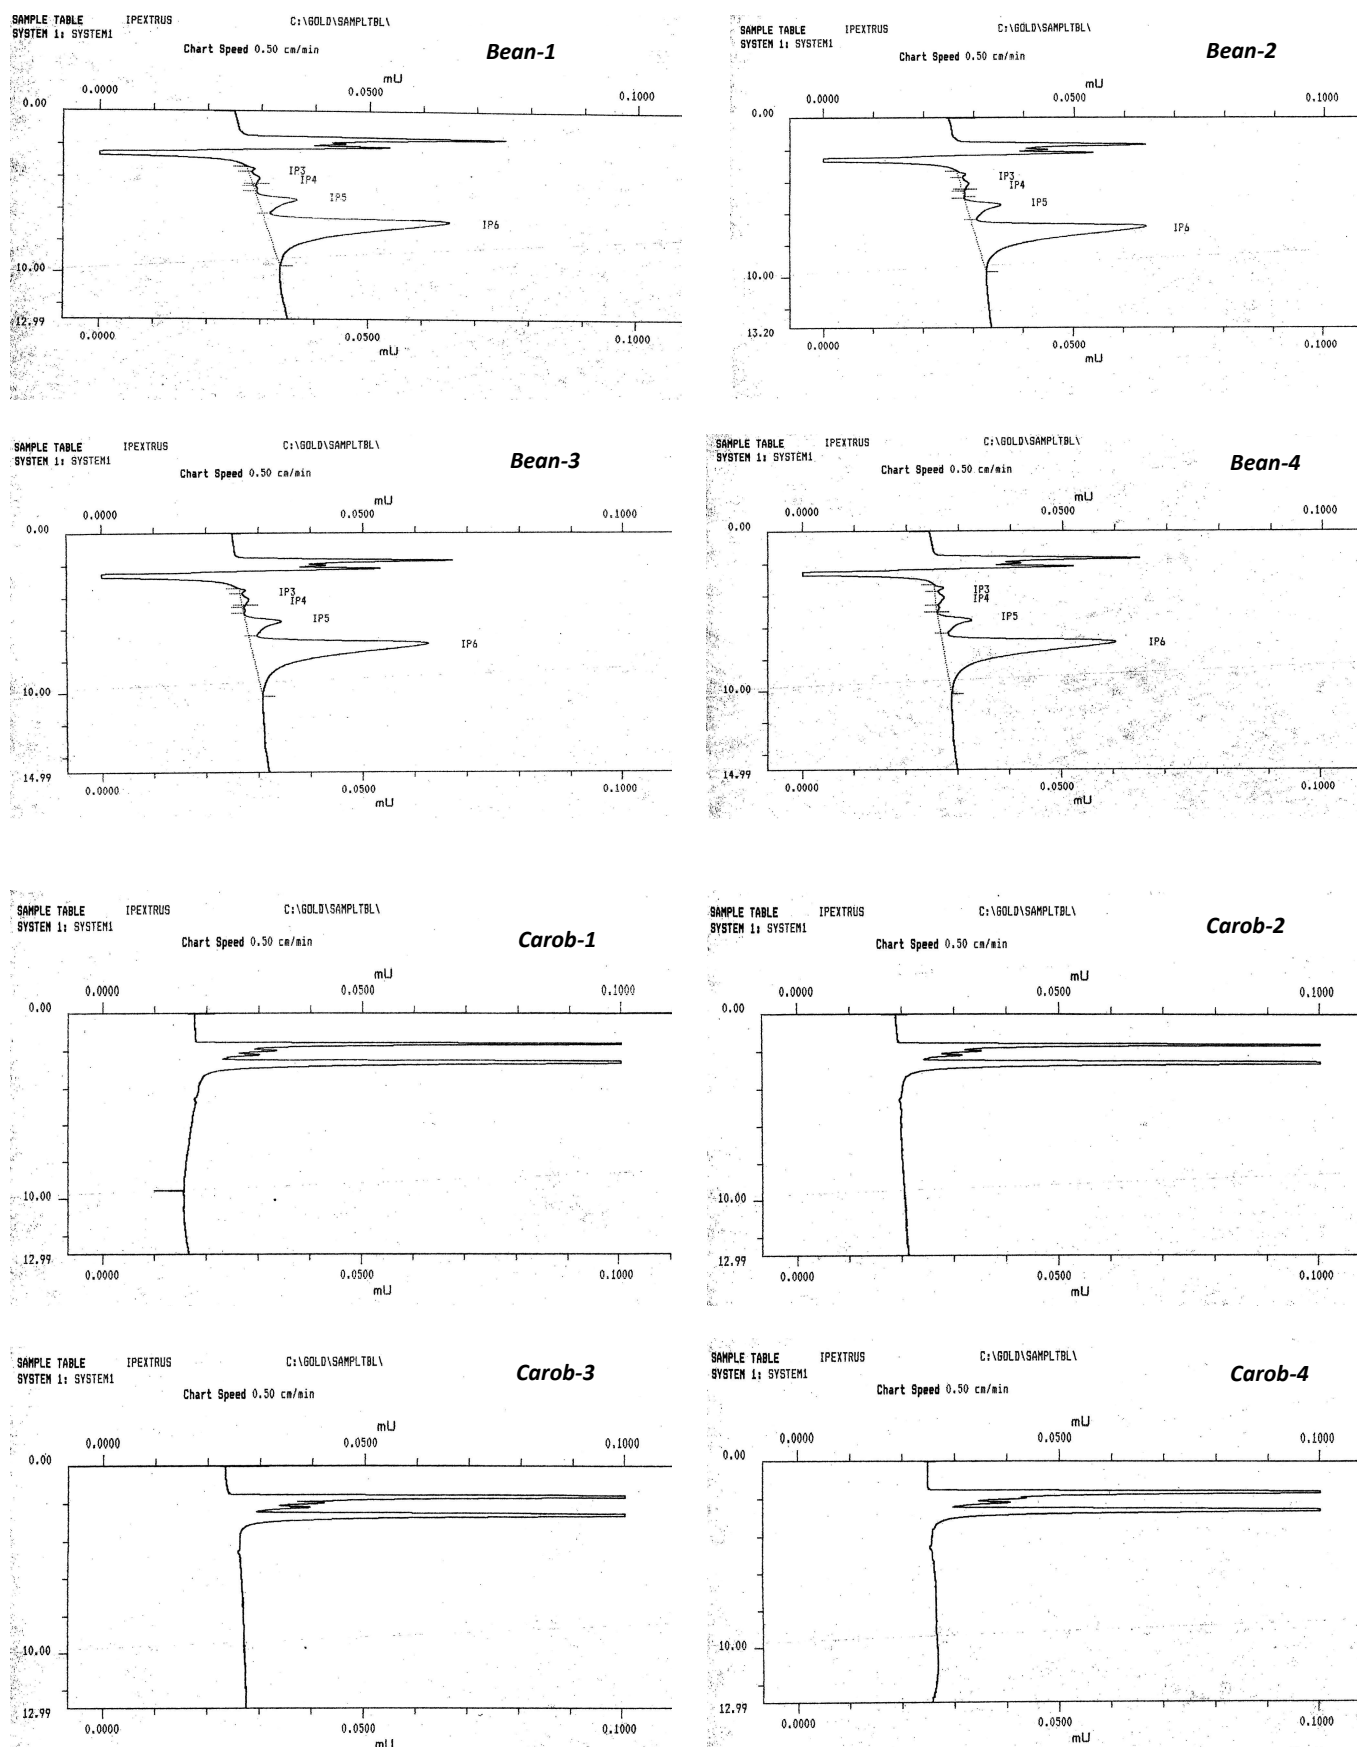 SAMPLE TABLE IPEXTRUS C:\GOLD\SAMPLTBL\
SYSTEM 1: SYSTEM1
Chart Speed 0.50 cm/min
Bean-1
mU
0.0000 0.0500 0.1000
0.00
IP3
IP4
IP5
IP6
10.00
12.99
0.0000 0.0500 0.1000
mU
SAMPLE TABLE IPEXTRUS C:\GOLD\SAMPLTBL\
SYSTEM 1: SYSTEM1
Chart Speed 0.50 cm/min
Bean-2
mU
0.0000 0.0500 0.1000
0.00
IP3
IP4
IP5
IP6
10.00
13.20
0.0000 0.0500 0.1000
mU
SAMPLE TABLE IPEXTRUS C:\GOLD\SAMPLTBL\
SYSTEM 1: SYSTEM1
Chart Speed 0.50 cm/min
Bean-3
mU
0.0000 0.0500 0.1000
0.00
IP3
IP4
IP5
IP6
10.00
14.99
0.0000 0.0500 0.1000
mU
SAMPLE TABLE IPEXTRUS C:\GOLD\SAMPLTBL\
SYSTEM 1: SYSTEM1
Chart Speed 0.50 cm/min
Bean-4
mU
0.0000 0.0500 0.1000
0.00
IP3
IP4
IP5
IP6
10.00
14.99
0.0000 0.0500 0.1000
mU
SAMPLE TABLE IPEXTRUS C:\GOLD\SAMPLTBL\
SYSTEM 1: SYSTEM1
Chart Speed 0.50 cm/min
Carob-1
mU
0.0000 0.0500 0.1000
0.00
10.00
12.99
0.0000 0.0500 0.1000
mU
SAMPLE TABLE IPEXTRUS C:\GOLD\SAMPLTBL\
SYSTEM 1: SYSTEM1
Chart Speed 0.50 cm/min
Carob-2
mU
0.0000 0.0500 0.1000
0.00
10.00
12.99
0.0000 0.0500 0.1000
mU
SAMPLE TABLE IPEXTRUS C:\GOLD\SAMPLTBL\
SYSTEM 1: SYSTEM1
Chart Speed 0.50 cm/min
Carob-3
mU
0.0000 0.0500 0.1000
0.00
10.00
12.99
0.0000 0.0500 0.1000
mU
SAMPLE TABLE IPEXTRUS C:\GOLD\SAMPLTBL\
SYSTEM 1: SYSTEM1
Chart Speed 0.50 cm/min
Carob-4
mU
0.0000 0.0500 0.1000
0.00
10.00
12.99
0.0000 0.0500 0.1000
mU